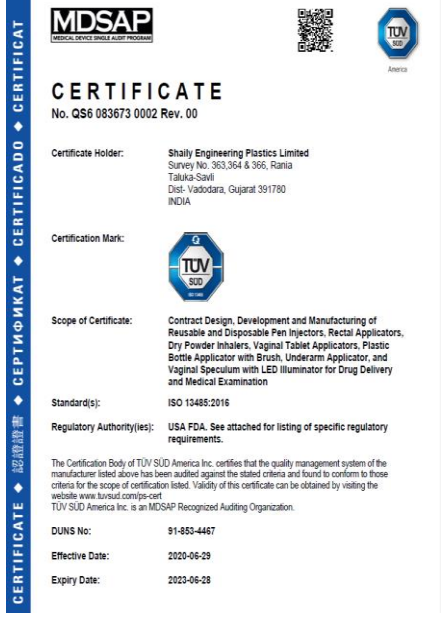 MDSAP
MEDICAL DEVICE SINGLE AUDIT PROGRAM
TÜV
SÜD
America
CERTIFICATE
No. QS6 083673 0002 Rev. 00
Certificate Holder: Shaily Engineering Plastics Limited
Survey No. 363,364 & 366, Rania
Taluka-Savli
Dist- Vadodara, Gujarat 391780
INDIA
Certification Mark:
TÜV
SÜD
ISO 13485
Scope of Certificate: Contract Design, Development and Manufacturing of
Reusable and Disposable Pen Injectors, Rectal Applicators,
Dry Powder Inhalers, Vaginal Tablet Applicators, Plastic
Bottle Applicator with Brush, Underarm Applicator, and
Vaginal Speculum with LED Illuminator for Drug Delivery
and Medical Examination
Standard(s): ISO 13485:2016
Regulatory Authority(ies): USA FDA. See attached for listing of specific regulatory
requirements.
The Certification Body of TÜV SÜD America Inc. certifies that the quality management system of the
manufacturer listed above has been audited against the stated criteria and found to conform to those
criteria for the scope of certification listed. Validity of this certificate can be obtained by visiting the
website www.tuvsud.com/ps-cert
TÜV SÜD America Inc. is an MDSAP Recognized Auditing Organization.
DUNS No: 91-853-4467
Effective Date: 2020-06-29
Expiry Date: 2023-06-28
CERTIFICATE ◆ 認證證書 ◆ СЕРТИФИКАТ ◆ CERTIFICADO ◆ CERTIFICAT